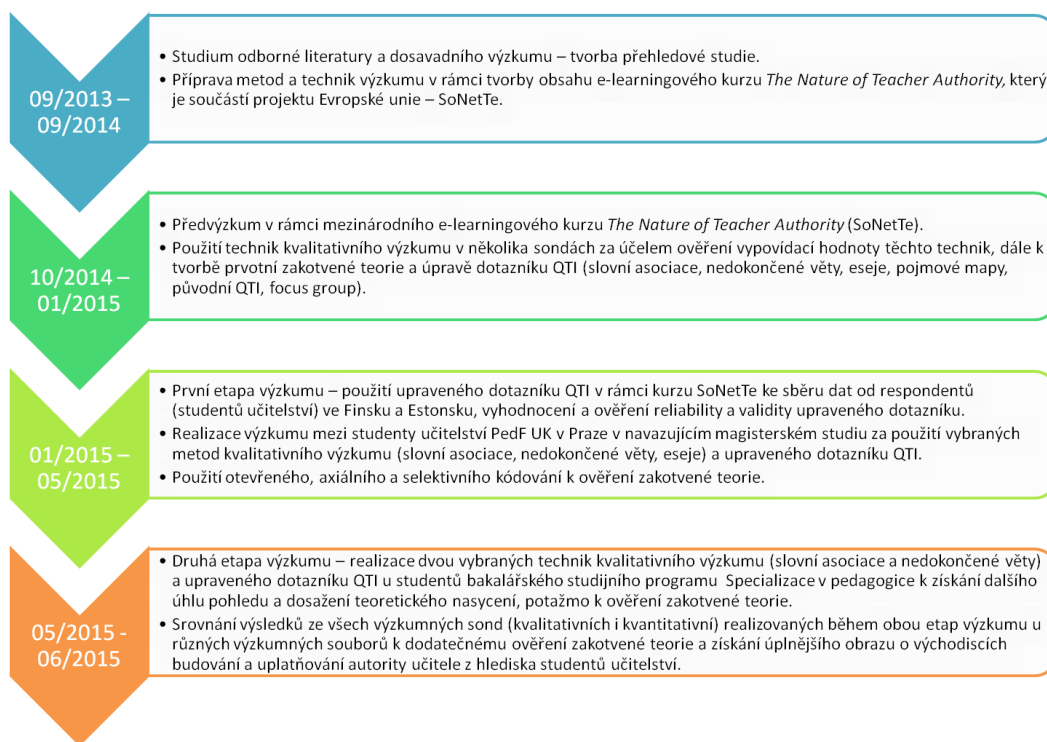 09/2013 –
09/2014
• Studium odborné literatury a dosavadního výzkumu – tvorba přehledové studie.
• Příprava metod a technik výzkumu v rámci tvorby obsahu e-learningového kurzu The Nature of Teacher Authority, který
je součástí projektu Evropské unie – SoNetTe.
10/2014 –
01/2015
• Předvýzkum v rámci mezinárodního e-learningového kurzu The Nature of Teacher Authority (SoNetTe).
• Použití technik kvalitativního výzkumu v několika sondách za účelem ověření vypovídací hodnoty těchto technik, dále k
tvorbě prvotní zakotvené teorie a úpravě dotazníku QTI (slovní asociace, nedokončené věty, eseje, pojmové mapy,
původní QTI, focus group).
01/2015 –
05/2015
• První etapa výzkumu – použití upraveného dotazníku QTI v rámci kurzu SoNetTe ke sběru dat od respondentů
(studentů učitelství) ve Finsku a Estonsku, vyhodnocení a ověření reliability a validity upraveného dotazníku.
• Realizace výzkumu mezi studenty učitelství PedF UK v Praze v navazujícím magisterském studiu za použití vybraných
metod kvalitativního výzkumu (slovní asociace, nedokončené věty, eseje) a upraveného dotazníku QTI.
• Použití otevřeného, axiálního a selektivního kódování k ověření zakotvené teorie.
05/2015 -
06/2015
• Druhá etapa výzkumu – realizace dvou vybraných technik kvalitativního výzkumu (slovní asociace a nedokončené věty)
a upraveného dotazníku QTI u studentů bakalářského studijního programu Specializace v pedagogice k získání dalšího
úhlu pohledu a dosažení teoretického nasycení, potažmo k ověření zakotvené teorie.
• Srovnání výsledků ze všech výzkumných sond (kvalitativních i kvantitativní) realizovaných během obou etap výzkumu u
různých výzkumných souborů k dodatečnému ověření zakotvené teorie a získání úplnějšího obrazu o východiscích
budování a uplatňování autority učitele z hlediska studentů učitelství.